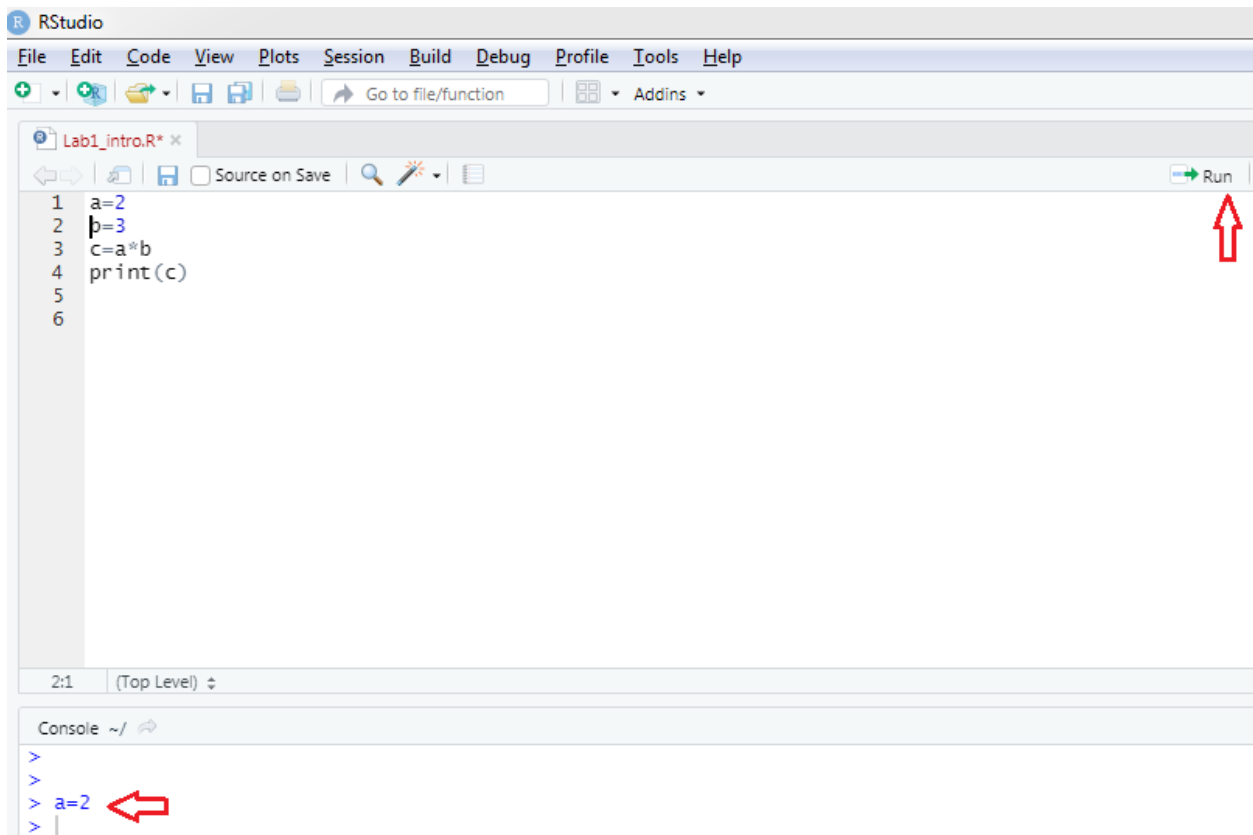 RStudio
File Edit Code View Plots Session Build Debug Profile Tools Help
Go to file/function Addins
Lab1_intro.R*
Source on Save Run
1 a=2
2 b=3
3 c=a*b
4 print(c)
5
6
2:1 (Top Level)
Console ~/
>
>
> a=2
>